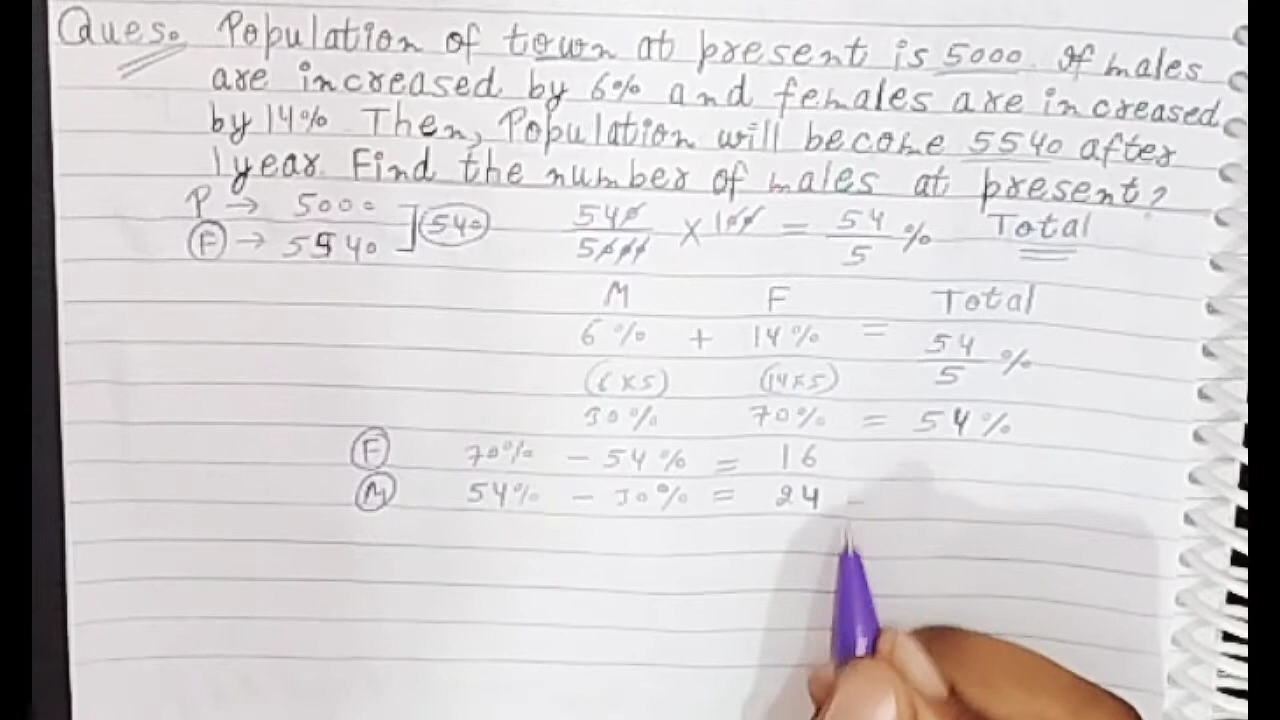 Ques. Population of town at present is 5000. If males
are increased by 6% and females are increased
by 14% Then, Population will become 5540 after
1year. Find the number of males at present?
P → 5000
F → 5540 ] 540
540/5000 × 100 = 54/5 % Total
M F Total
6% + 14% = 54/5 %
(6×5) (14×5)
30% 70% = 54%
F 70% - 54% = 16
M 54% - 30% = 24 -